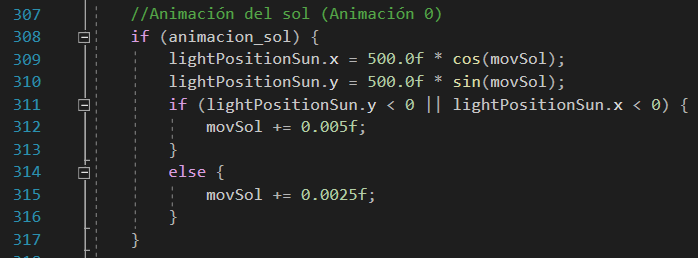 307 //Animación del sol (Animación 0)
308 if (animacion_sol) {
309 lightPositionSun.x = 500.0f * cos(movSol);
310 lightPositionSun.y = 500.0f * sin(movSol);
311 if (lightPositionSun.y < 0 || lightPositionSun.x < 0) {
312 movSol += 0.005f;
313 }
314 else {
315 movSol += 0.0025f;
316 }
317 }